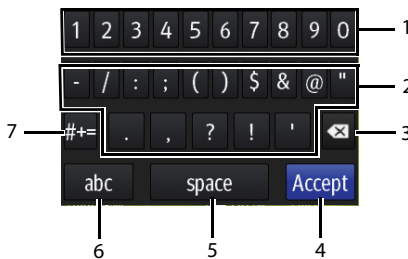 1 2 3 4 5 6 7 8 9 0 1
- / : ; ( ) $ & @ " 2
7 #+= . , ? ! ' 3
abc space Accept
6 5 4